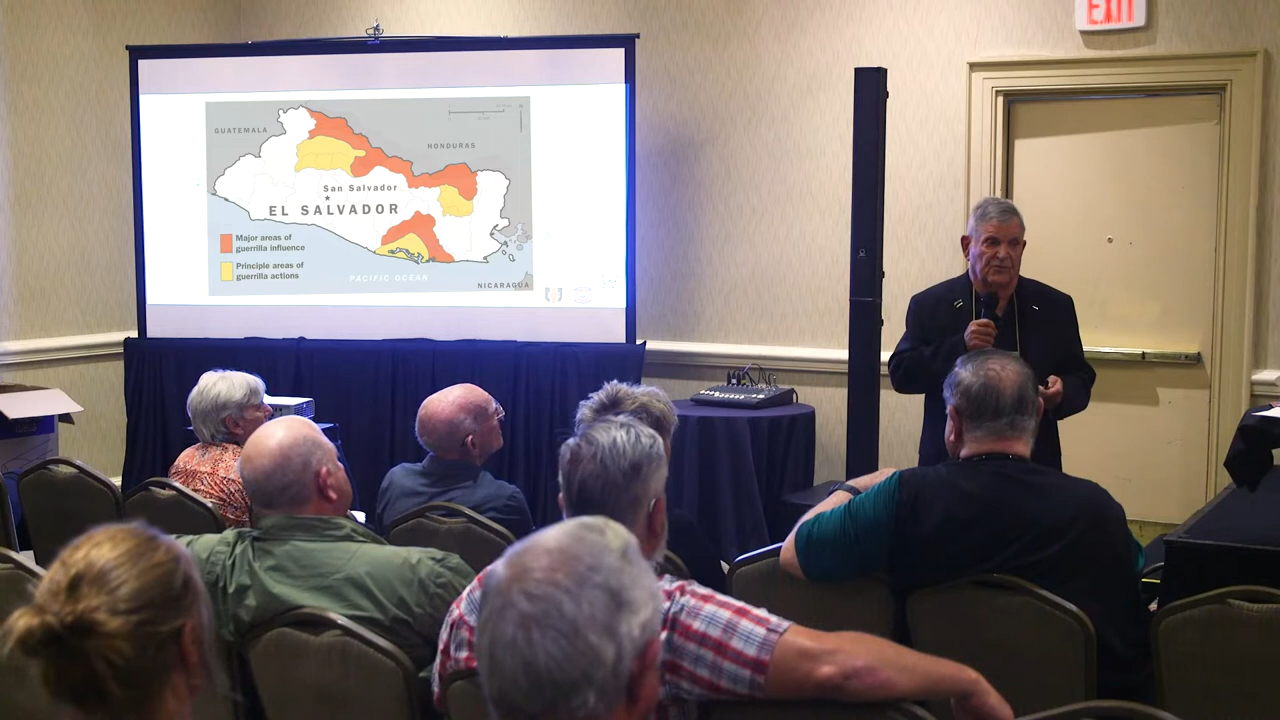 EXIT
GUATEMALA
HONDURAS
N
San Salvador
EL SALVADOR
Major areas of
guerrilla influence
Principle areas of
guerrilla actions
PACIFIC OCEAN
NICARAGUA